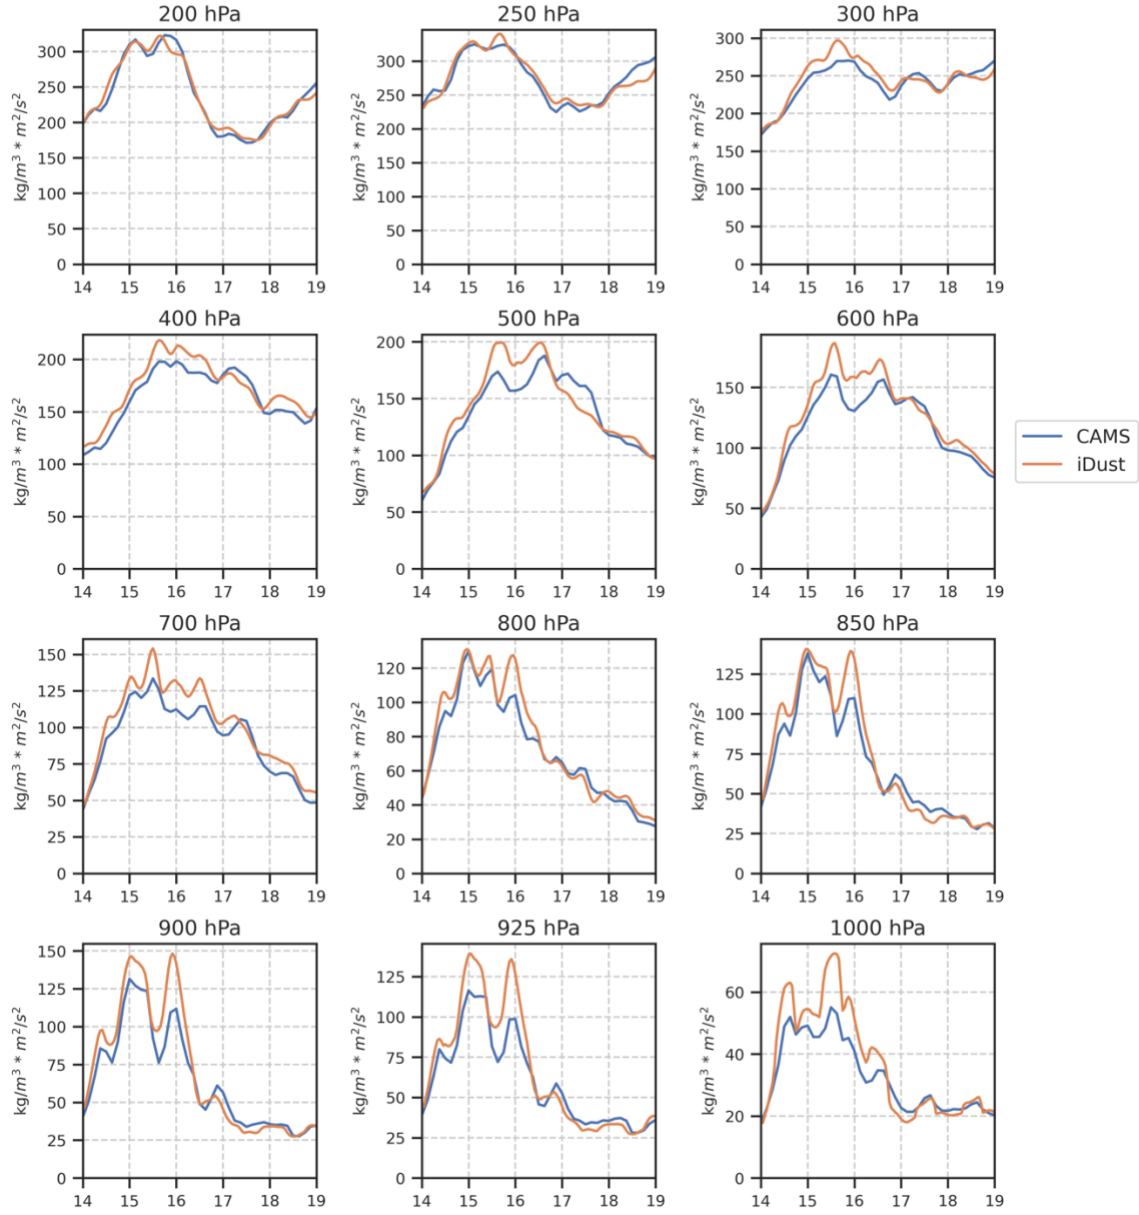 200 hPa
kg/m³ * m²/s²
300
250
200
150
100
50
0
14 15 16 17 18 19
250 hPa
kg/m³ * m²/s²
300
250
200
150
100
50
0
14 15 16 17 18 19
300 hPa
kg/m³ * m²/s²
300
250
200
150
100
50
0
14 15 16 17 18 19
400 hPa
kg/m³ * m²/s²
200
150
100
50
0
14 15 16 17 18 19
500 hPa
kg/m³ * m²/s²
200
150
100
50
0
14 15 16 17 18 19
600 hPa
kg/m³ * m²/s²
150
100
50
0
14 15 16 17 18 19
CAMS
iDust
700 hPa
kg/m³ * m²/s²
150
125
100
75
50
25
0
14 15 16 17 18 19
800 hPa
kg/m³ * m²/s²
120
100
80
60
40
20
0
14 15 16 17 18 19
850 hPa
kg/m³ * m²/s²
125
100
75
50
25
0
14 15 16 17 18 19
900 hPa
kg/m³ * m²/s²
150
125
100
75
50
25
0
14 15 16 17 18 19
925 hPa
kg/m³ * m²/s²
125
100
75
50
25
0
14 15 16 17 18 19
1000 hPa
kg/m³ * m²/s²
60
40
20
0
14 15 16 17 18 19